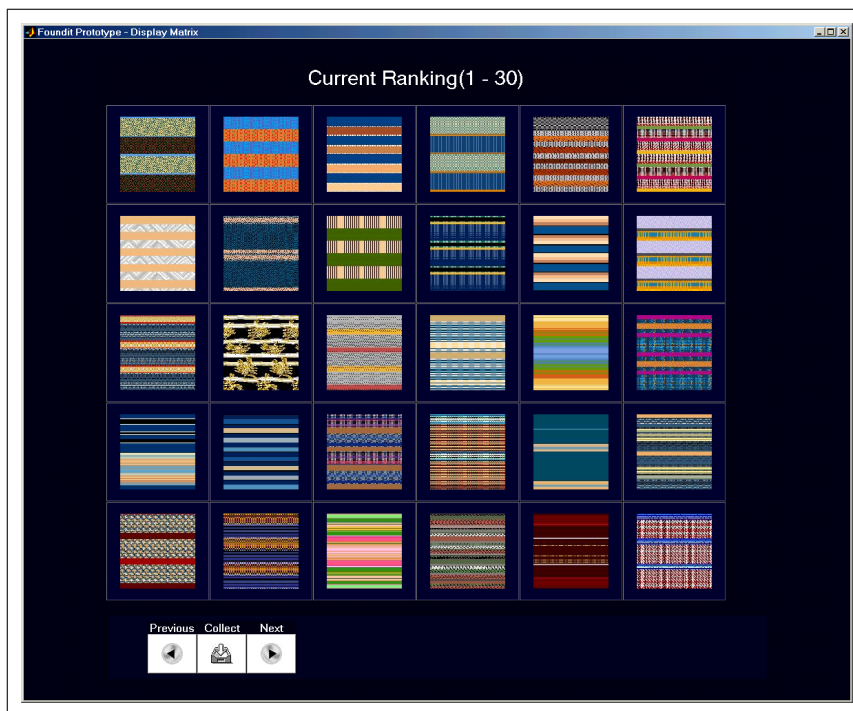 Foundit Prototype - Display Matrix
Current Ranking(1 - 30)
Previous Collect Next